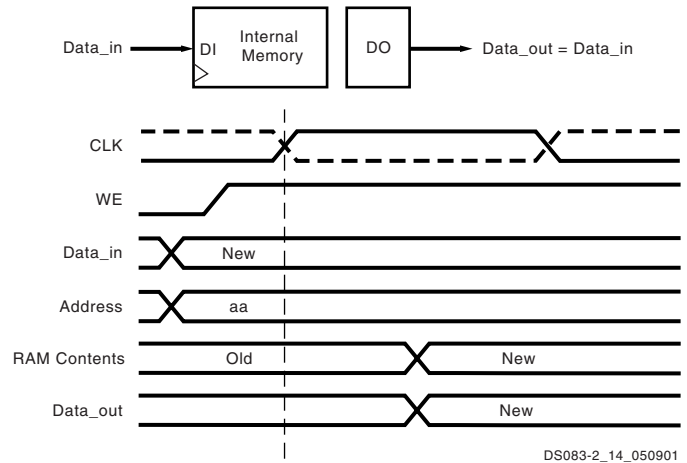 Data_in
DI
Internal
Memory
DO
Data_out = Data_in
CLK
WE
Data_in
New
Address
aa
RAM Contents
Old
New
Data_out
New
DS083-2_14_050901